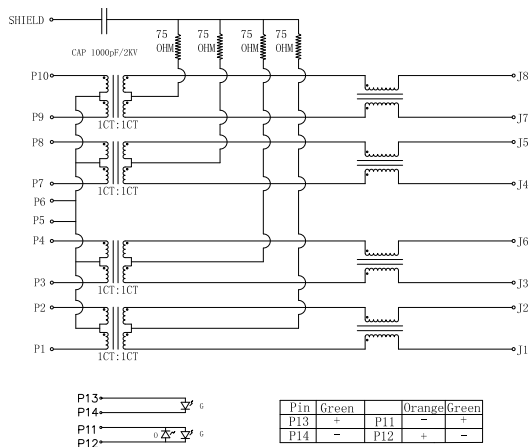 SHIELD
CAP 1000pF/2KV
75 OHM
75 OHM
75 OHM
75 OHM
P10
J8
P9
J7
1CT:1CT
P8
J5
P7
J4
1CT:1CT
P6
P5
P4
J6
P3
J3
1CT:1CT
P2
J2
P1
J1
1CT:1CT
P13
G
P14
P11
O
G
P12
Pin Green Orange Green
P13 + P11 - +
P14 - P12 + -